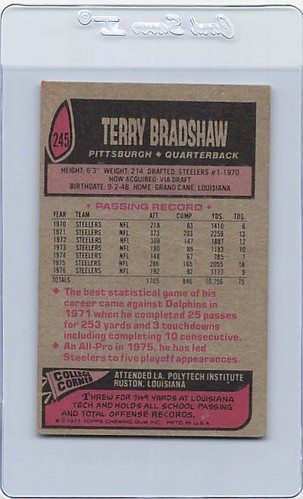 Card Saver I®
245
TERRY BRADSHAW
PITTSBURGH ♦ QUARTERBACK
HEIGHT: 6'3" WEIGHT: 214 DRAFTED: STEELERS #1-1970
HOW ACQUIRED: VIA DRAFT
BIRTHDATE: 9-2-48 HOME: GRAND CANE, LOUISIANA
♦ PASSING RECORD ♦
YEAR TEAM ATT COMP YDS. TDS
1970 STEELERS NFL 218 83 1410 6
1971 STEELERS NFL 373 203 2259 13
1972 STEELERS NFL 308 147 1887 12
1973 STEELERS NFL 180 89 1183 10
1974 STEELERS NFL 148 67 785 7
1975 STEELERS NFL 286 165 2055 18
1976 STEELERS NFL 192 92 1177 9
TOTALS 1705 846 10,756 75
♦ The best statistical game of his
career came against Dolphins in
1971 when he completed 25 passes
for 253 yards and 3 touchdowns
including completing 10 consecutive.
♦ An All-Pro in 1975, he has led
Steelers to five playoff appearances.
COLLEGE
CORNER
ATTENDED LA. POLYTECH INSTITUTE
RUSTON, LOUISIANA
THREW FOR 7149 YARDS AT LOUISIANA
TECH AND HOLDS ALL SCHOOL PASSING
AND TOTAL OFFENSE RECORDS.
© 1977 TOPPS CHEWING GUM INC. PRTD IN U.S.A.